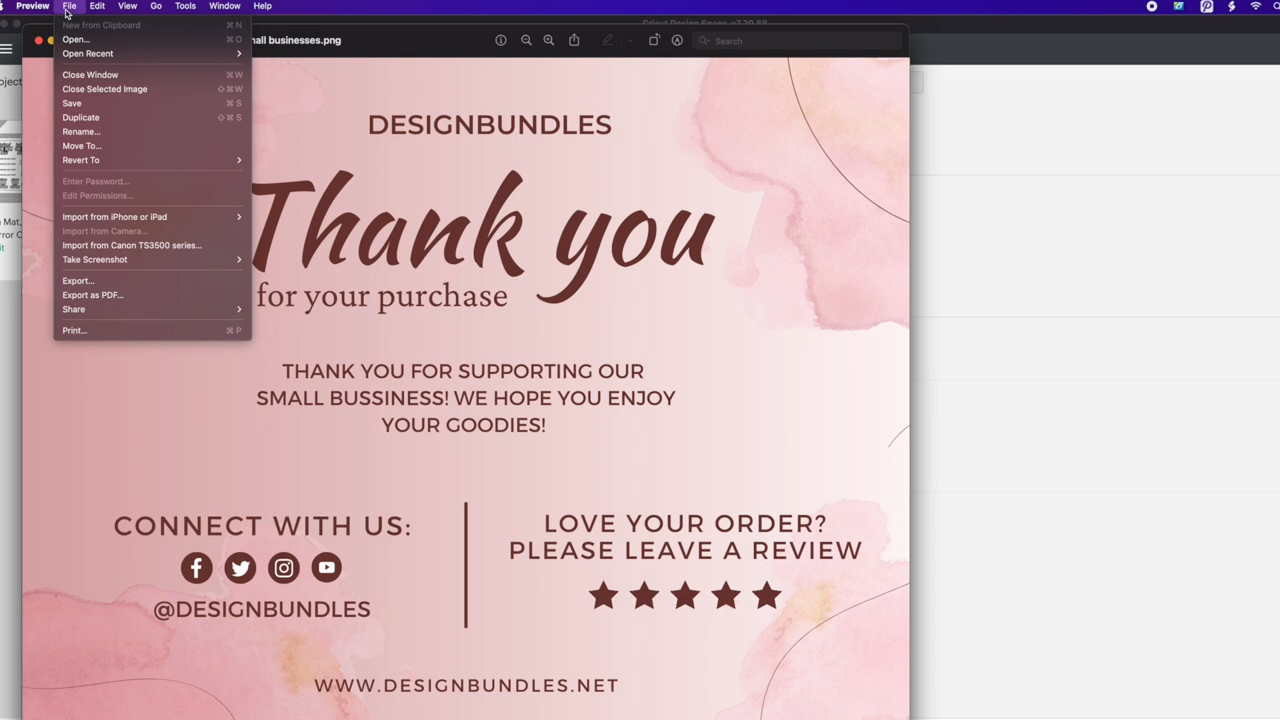 Preview File Edit View Go Tools Window Help
New from Clipboard ⌘ N
Open... ⌘ O
Open Recent
Close Window ⌘ W
Close Selected Image ⇧ ⌘ W
Save ⌘ S
Duplicate ⇧ ⌘ S
Rename...
Move To...
Revert To
Enter Password...
Edit Permissions...
Import from iPhone or iPad
Import from Camera...
Import from Canon TS3500 series...
Take Screenshot
Export...
Export as PDF...
Share
Print... ⌘ P
all businesses.png
Search
DESIGNBUNDLES
Thank you
for your purchase
THANK YOU FOR SUPPORTING OUR
SMALL BUSSINESS! WE HOPE YOU ENJOY
YOUR GOODIES!
CONNECT WITH US:
@DESIGNBUNDLES
LOVE YOUR ORDER?
PLEASE LEAVE A REVIEW
WWW.DESIGNBUNDLES.NET